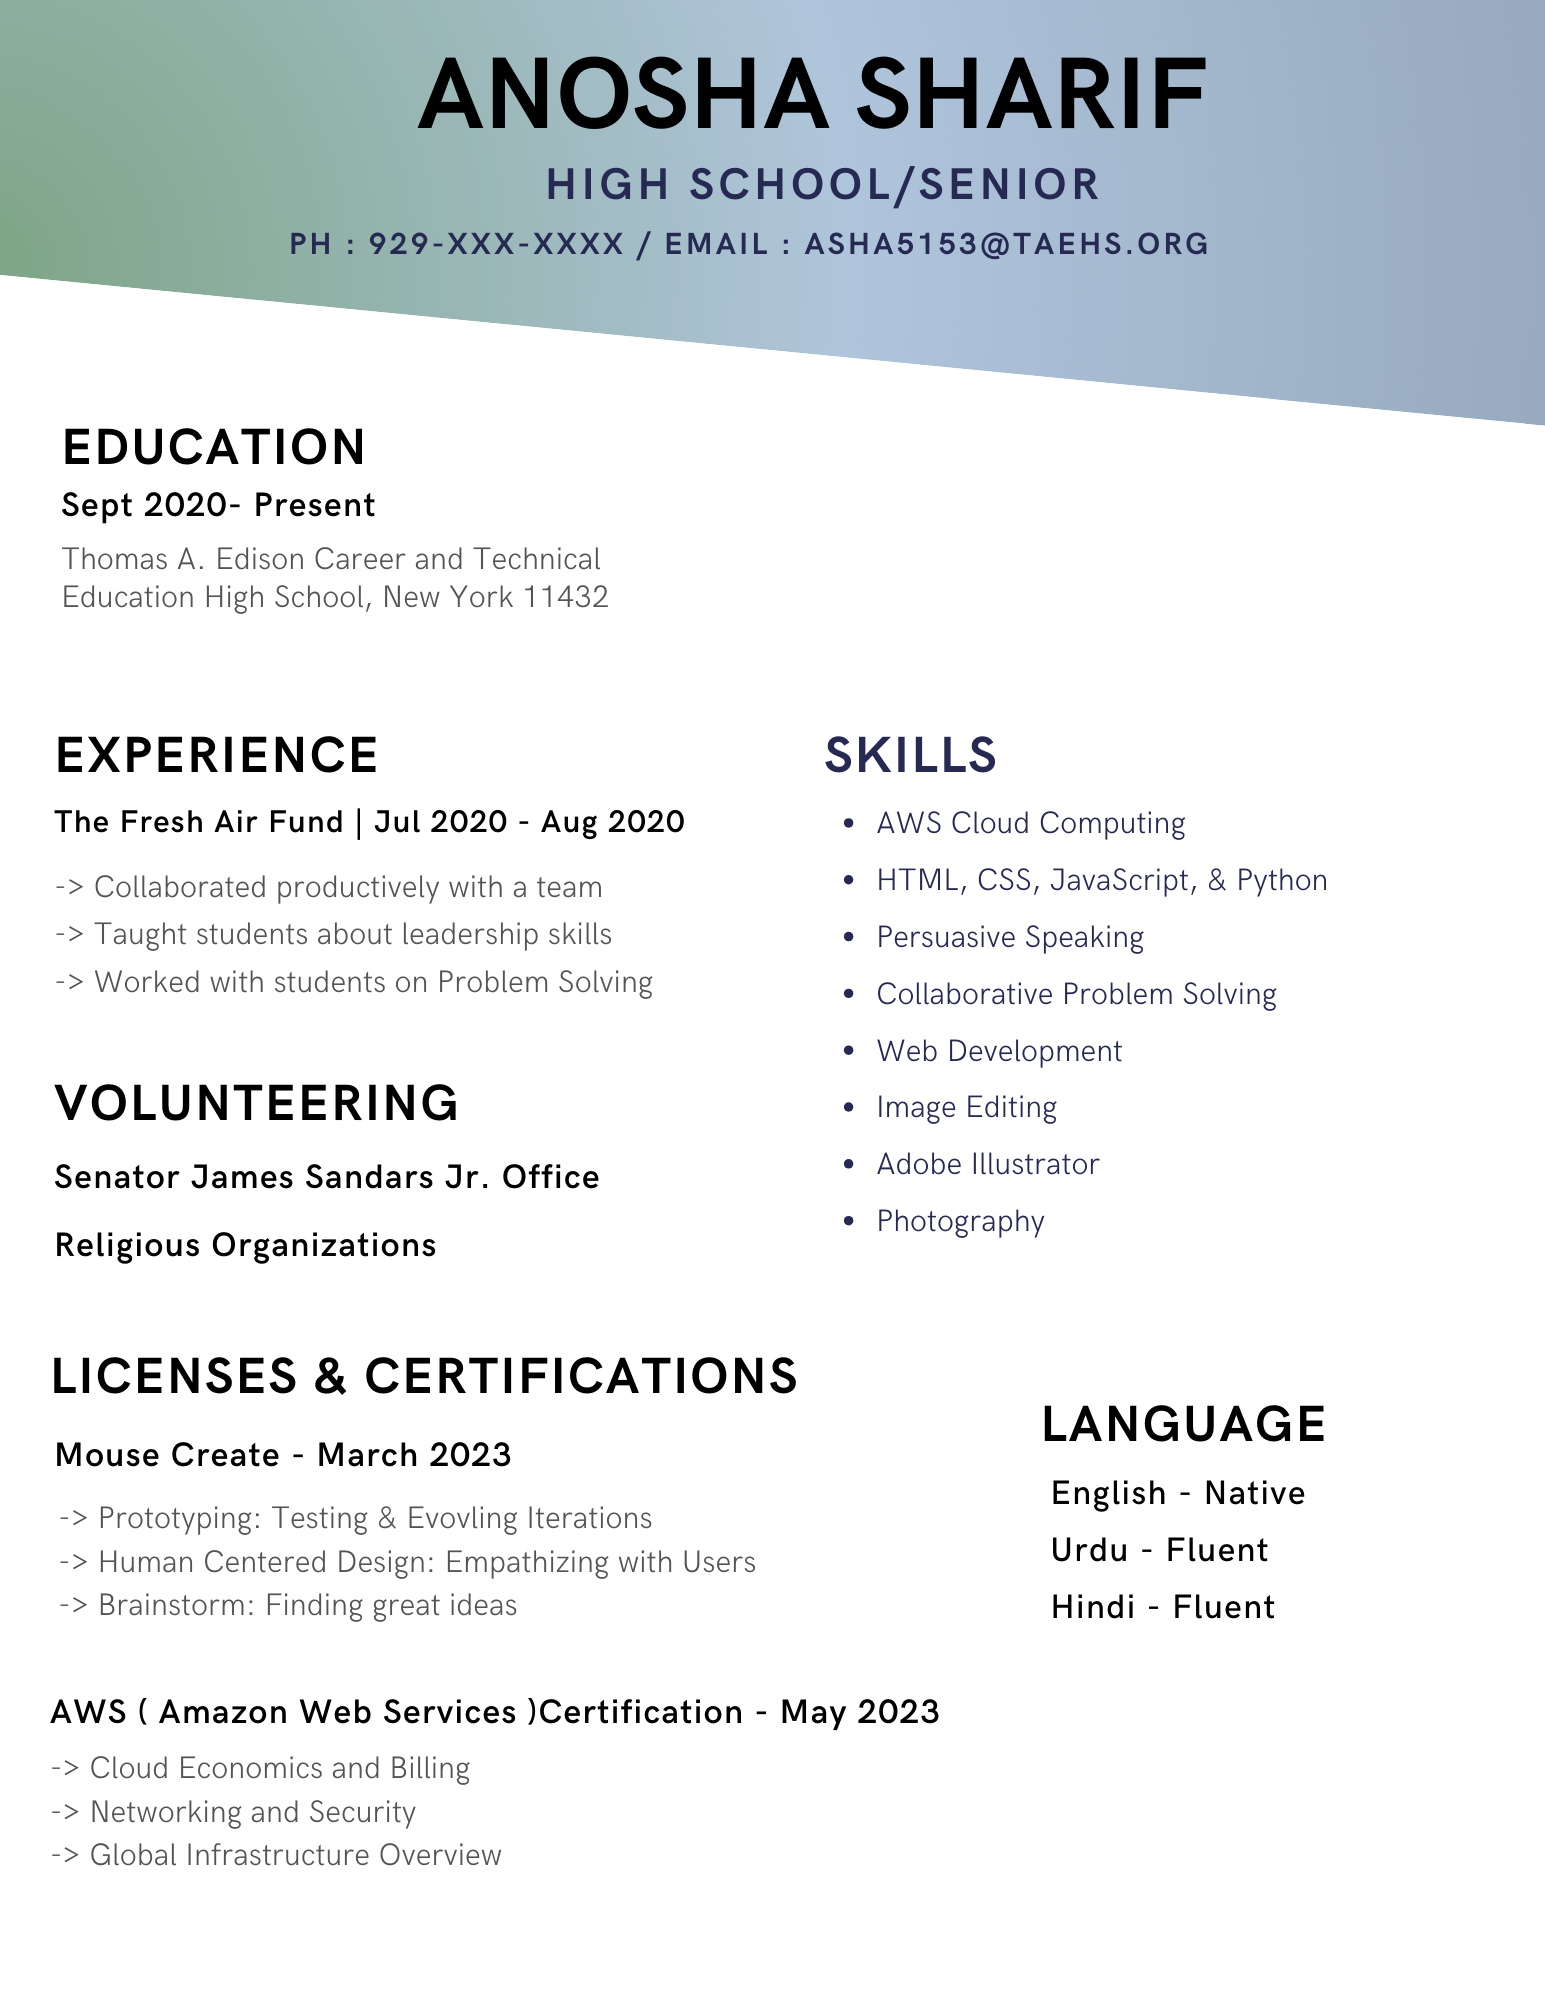 ANOSHA SHARIF
HIGH SCHOOL/SENIOR
PH : 929-XXX-XXXX / EMAIL : ASHA5153@TAEHS.ORG
EDUCATION
Sept 2020- Present
Thomas A. Edison Career and Technical
Education High School, New York 11432
EXPERIENCE
The Fresh Air Fund | Jul 2020 - Aug 2020
-> Collaborated productively with a team
-> Taught students about leadership skills
-> Worked with students on Problem Solving
VOLUNTEERING
Senator James Sandars Jr. Office
Religious Organizations
SKILLS
• AWS Cloud Computing
• HTML, CSS, JavaScript, & Python
• Persuasive Speaking
• Collaborative Problem Solving
• Web Development
• Image Editing
• Adobe Illustrator
• Photography
LICENSES & CERTIFICATIONS
Mouse Create - March 2023
-> Prototyping: Testing & Evovling Iterations
-> Human Centered Design: Empathizing with Users
-> Brainstorm: Finding great ideas
AWS ( Amazon Web Services )Certification - May 2023
-> Cloud Economics and Billing
-> Networking and Security
-> Global Infrastructure Overview
LANGUAGE
English - Native
Urdu - Fluent
Hindi - Fluent